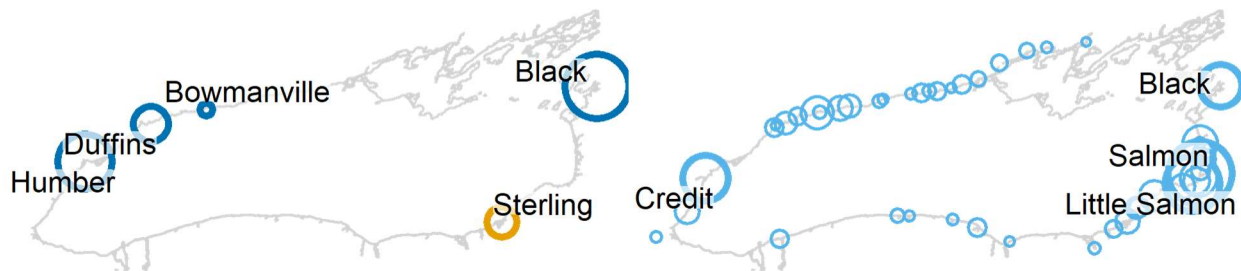 Black
Bowmanville
Duffins
Humber
Sterling
Black
Salmon
Credit
Little Salmon